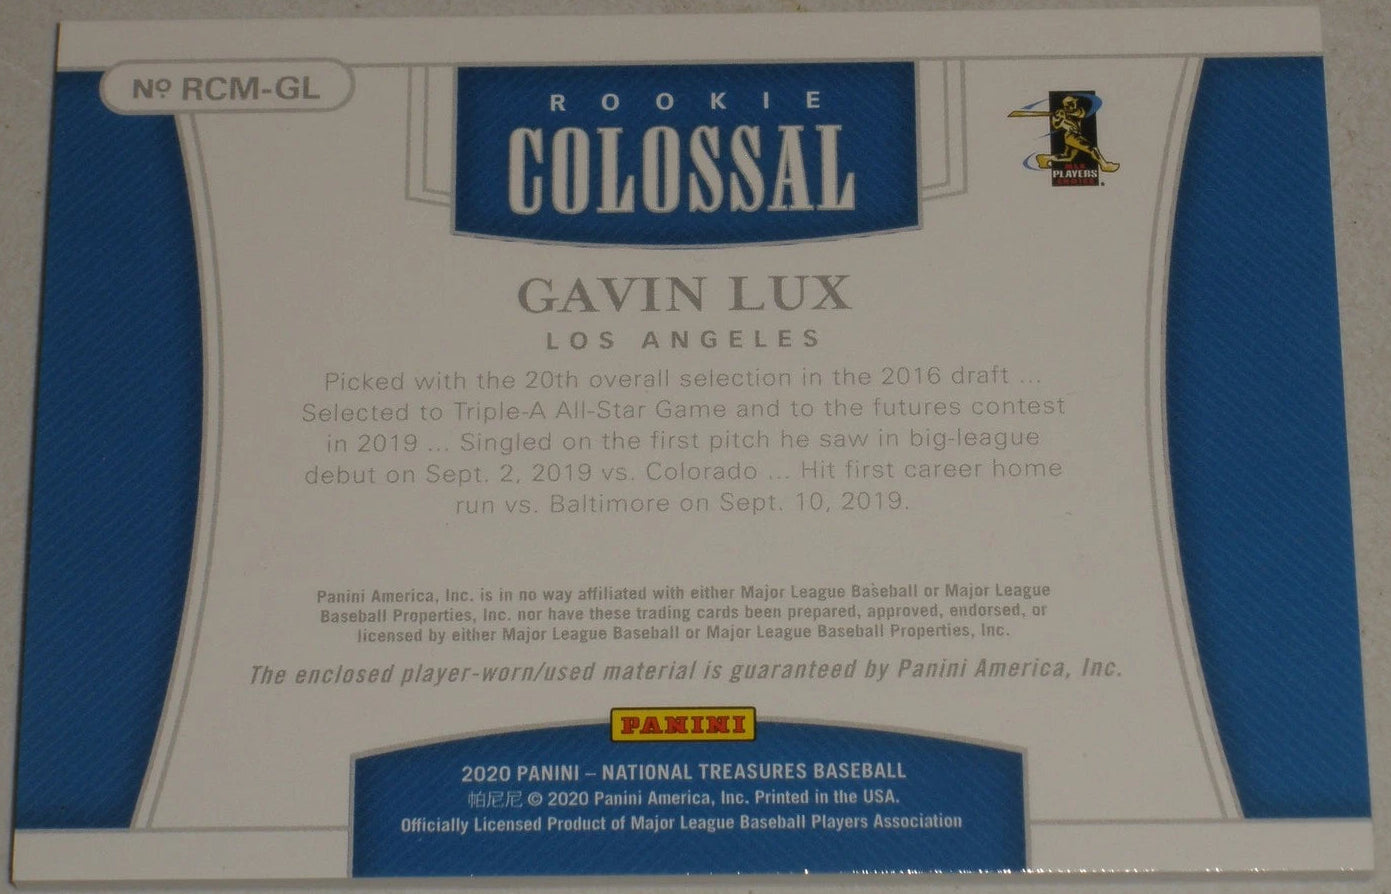 Nº RCM-GL
ROOKIE
COLOSSAL
MLB
PLAYERS
CHOICE
GAVIN LUX
LOS ANGELES
Picked with the 20th overall selection in the 2016 draft ...
Selected to Triple-A All-Star Game and to the futures contest
in 2019 ... Singled on the first pitch he saw in big-league
debut on Sept. 2, 2019 vs. Colorado ... Hit first career home
run vs. Baltimore on Sept. 10, 2019.
Panini America, Inc. is in no way affiliated with either Major League Baseball or Major League
Baseball Properties, Inc. nor have these trading cards been prepared, approved, endorsed, or
licensed by either Major League Baseball or Major League Baseball Properties, Inc.
The enclosed player-worn/used material is guaranteed by Panini America, Inc.
PANINI
2020 PANINI – NATIONAL TREASURES BASEBALL
帕尼尼 © 2020 Panini America, Inc. Printed in the USA.
Officially Licensed Product of Major League Baseball Players Association